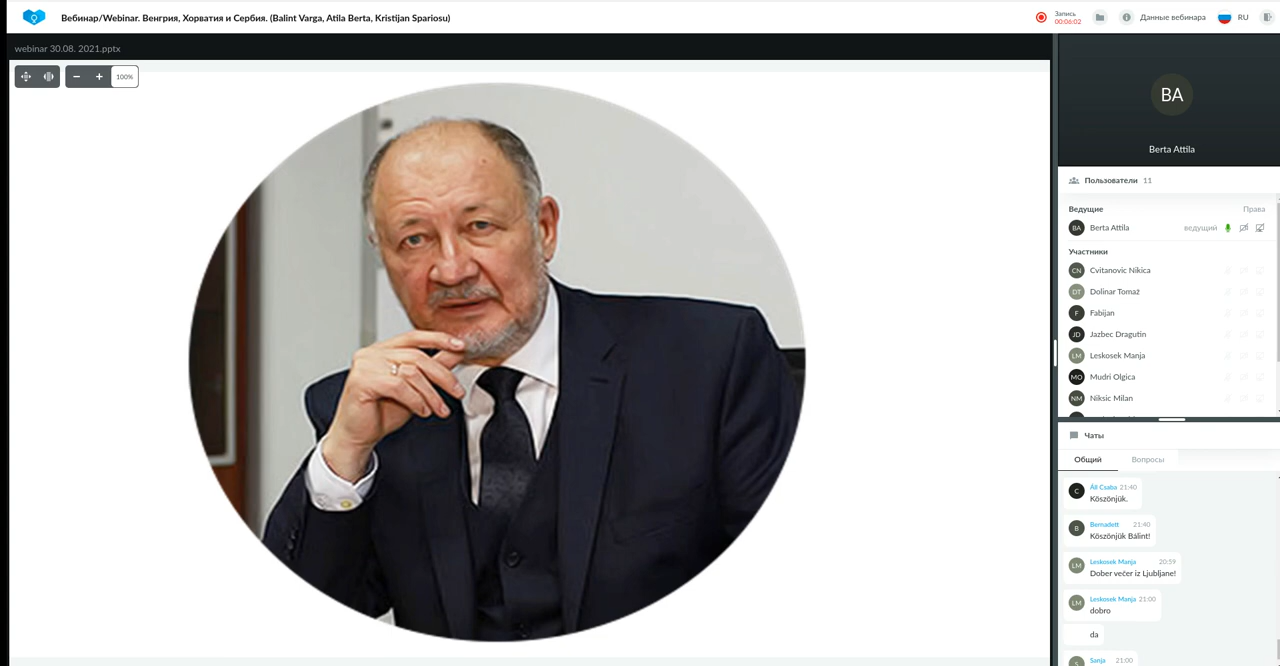 Вебинар/Webinar. Венгрия, Хорватия и Сербия. (Balint Varga, Atila Berta, Kristijan Spariosu)
Запись
00:06:02
Данные вебинара
RU
webinar 30.08. 2021.pptx
100%
BA
Berta Attila
Пользователи 11
Ведущие Права
BA Berta Attila ведущий
Участники
CN Cvitanovic Nikica
DT Dolinar Tomaž
F Fabijan
JD Jazbec Dragutin
LM Leskosek Manja
MO Mudri Olgica
NM Niksic Milan
Чаты
Общий Вопросы
C Áll Csaba 21:40
Köszönjük.
B Bernadett 21:40
Köszönjük Bálint!
LM Leskosek Manja 20:59
Dober večer iz Ljubljane!
LM Leskosek Manja 21:00
dobro
da
S Sanja 21:00